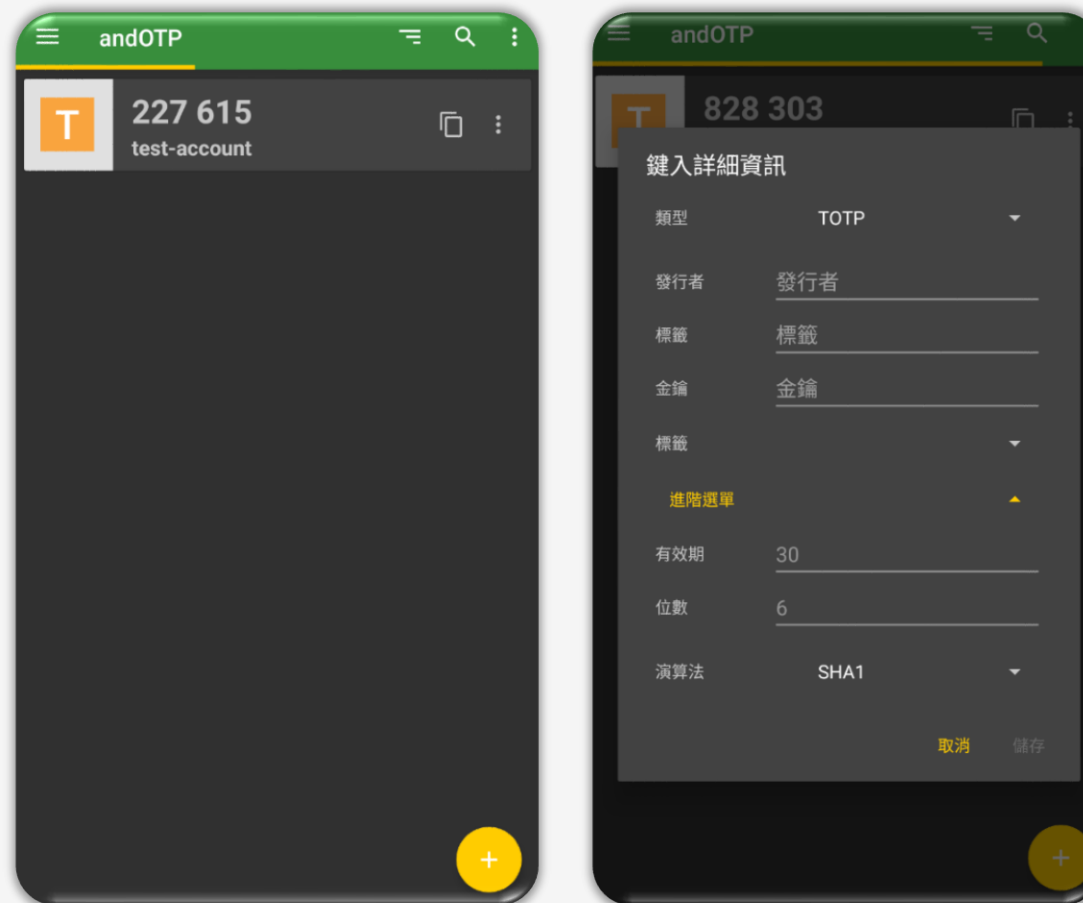 andOTP
T
227 615
test-account
+
andOTP
T
828 303
鍵入詳細資訊
類型 TOTP
發行者 發行者
標籤 標籤
金鑰 金鑰
標籤
進階選單
有效期 30
位數 6
演算法 SHA1
取消 儲存
+